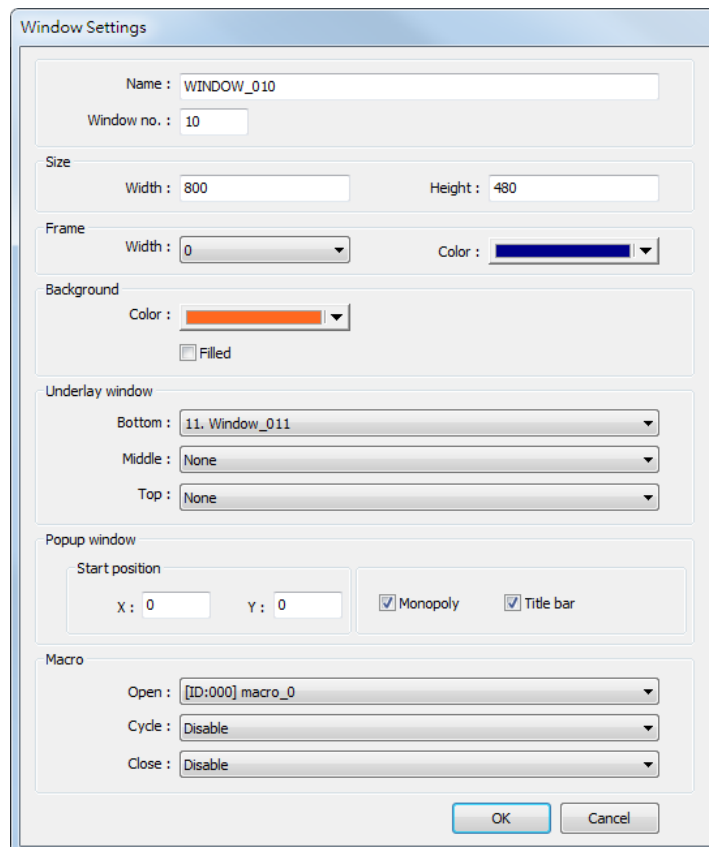 Window Settings
Name : WINDOW_010
Window no. : 10
Size
Width : 800 Height : 480
Frame
Width : 0 Color :
Background
Color :
Filled
Underlay window
Bottom : 11. Window_011
Middle : None
Top : None
Popup window
Start position
X : 0 Y : 0 Monopoly Title bar
Macro
Open : [ID:000] macro_0
Cycle : Disable
Close : Disable
OK Cancel